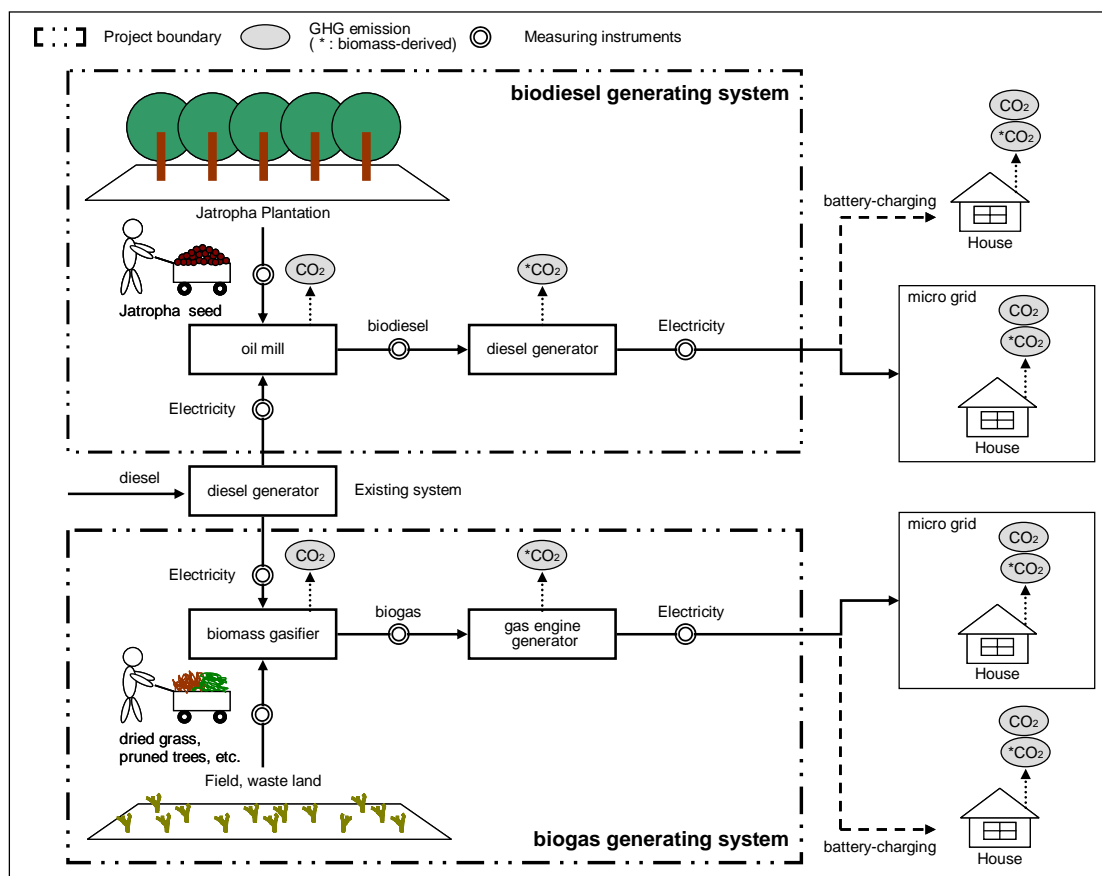 Project boundary
GHG emission
( * : biomass-derived)
Measuring instruments
biodiesel generating system
Jatropha Plantation
Jatropha seed
CO2
*CO2
oil mill
biodiesel
diesel generator
Electricity
Electricity
battery-charging
CO2
*CO2
House
micro grid
CO2
*CO2
House
diesel
diesel generator
Existing system
Electricity
CO2
*CO2
biomass gasifier
biogas
gas engine
generator
Electricity
micro grid
CO2
*CO2
House
dried grass,
pruned trees, etc.
Field, waste land
biogas generating system
battery-charging
CO2
*CO2
House